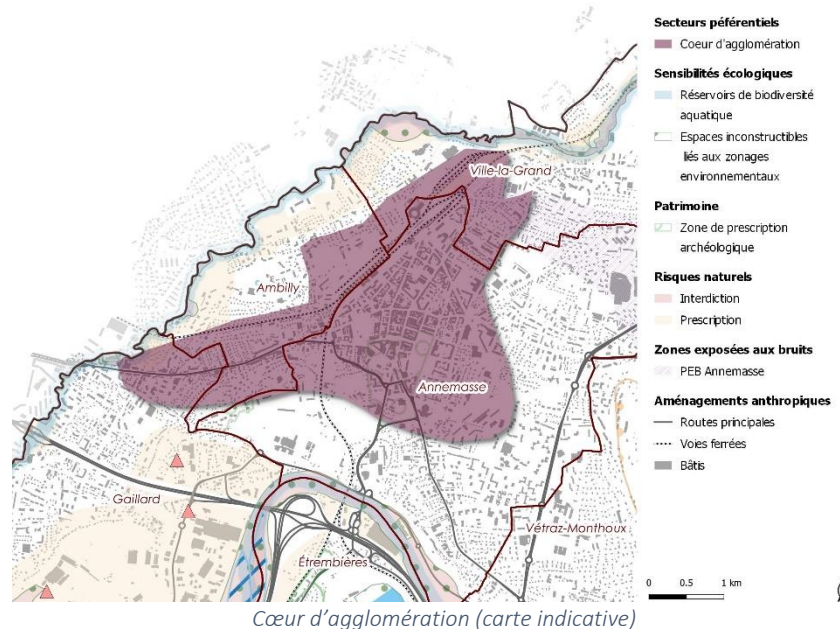 Secteurs péférentiels
Coeur d'agglomération
Sensibilités écologiques
Réservoirs de biodiversité
aquatique
Espaces inconstructibles
liés aux zonages
environnementaux
Patrimoine
Zone de prescription
archéologique
Risques naturels
Interdiction
Prescription
Zones exposées aux bruits
PEB Annemasse
Aménagements anthropiques
Routes principales
Voies ferrées
Bâtis
Ville-la-Grand
Ambilly
Annemasse
Gaillard
Vétraz-Monthoux
Étrembières
0 0.5 1 km
Cœur d'agglomération (carte indicative)